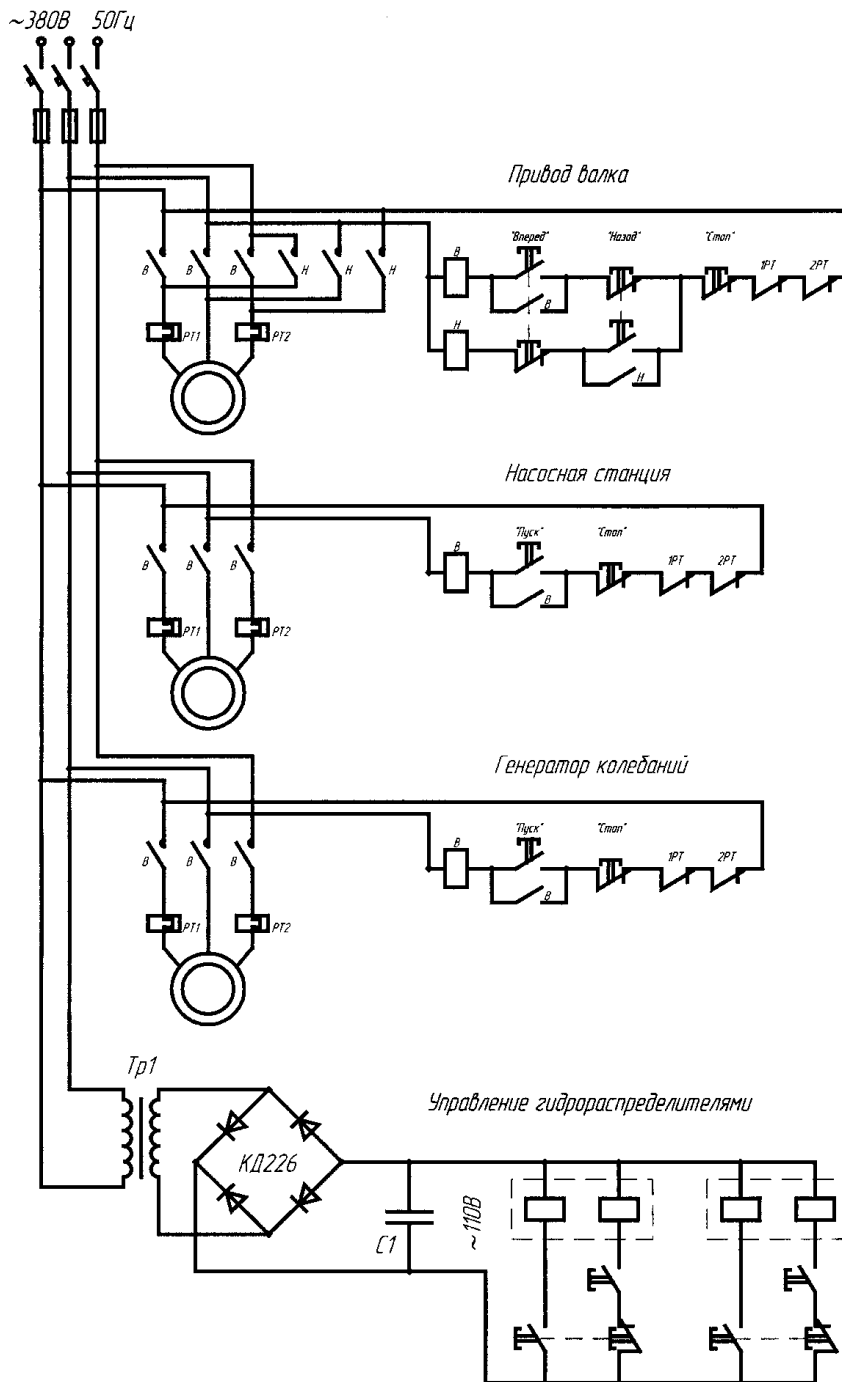 ~380В 50Гц
Привод валка
"Вперед" "Назад" "Стоп"
В 1РТ 2РТ
В В В Н Н Н
В
Н
РТ1 РТ2
Н
Насосная станция
"Пуск" "Стоп"
В 1РТ 2РТ
В В В
В
РТ1 РТ2
Генератор колебаний
"Пуск" "Стоп"
В 1РТ 2РТ
В В В
В
РТ1 РТ2
Тр1
Управление гидрораспределителями
КД226
С1
~110В